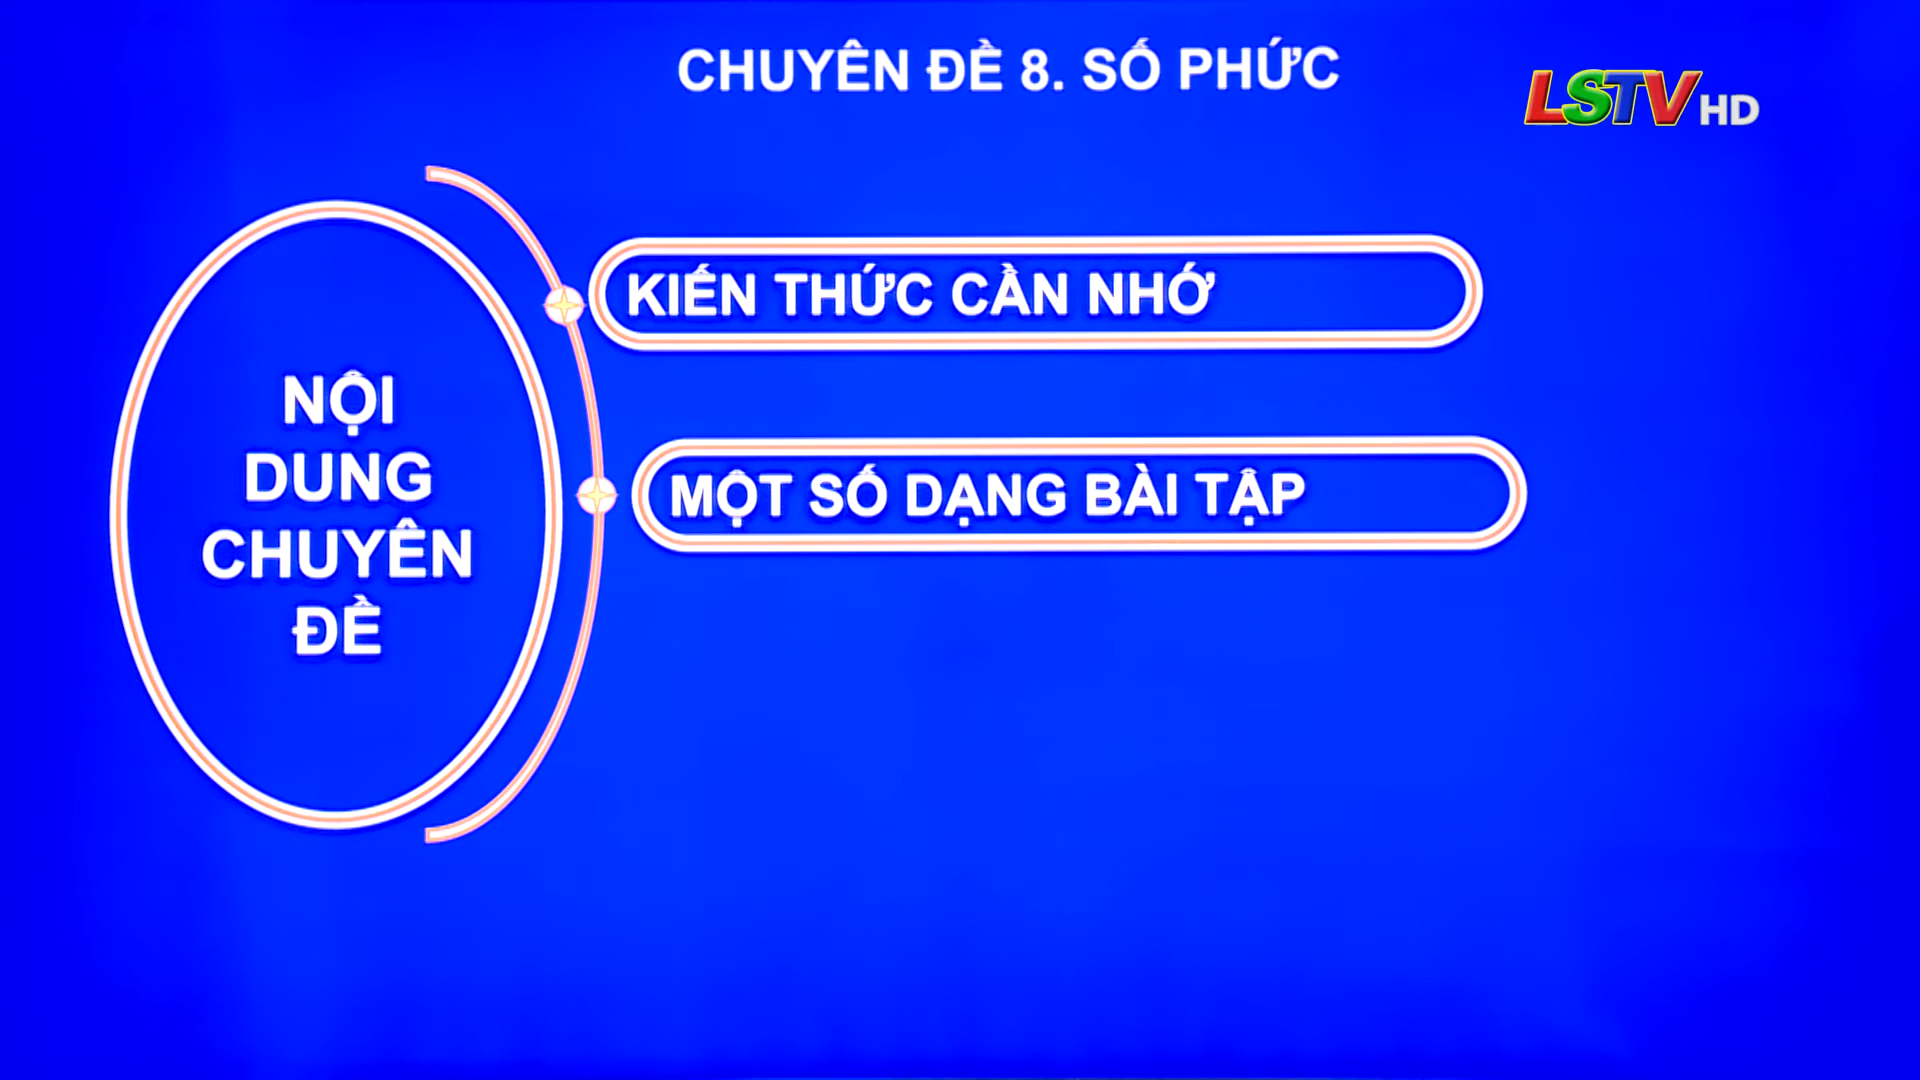 CHUYÊN ĐỀ 8. SỐ PHỨC
LSTV HD
KIẾN THỨC CẦN NHỚ
NỘI
DUNG
CHUYÊN
ĐỀ
MỘT SỐ DẠNG BÀI TẬP